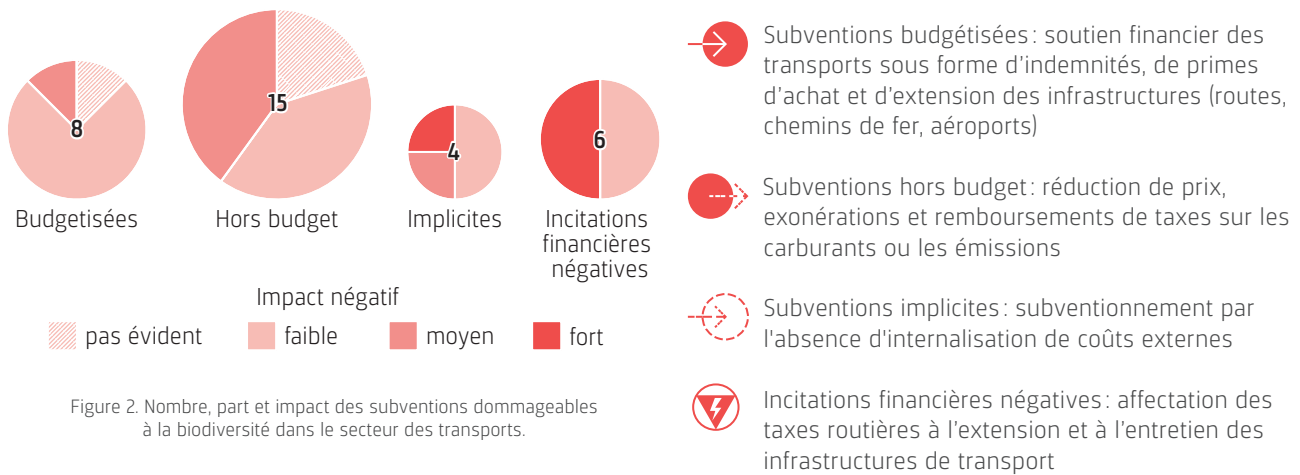 8
15
4
6
Budgetisées
Hors budget
Implicites
Incitations
financières
négatives
Impact négatif
pas évident
faible
moyen
fort
Figure 2. Nombre, part et impact des subventions dommageables
à la biodiversité dans le secteur des transports.
Subventions budgétisées : soutien financier des
transports sous forme d'indemnités, de primes
d'achat et d'extension des infrastructures (routes,
chemins de fer, aéroports)
Subventions hors budget : réduction de prix,
exonérations et remboursements de taxes sur les
carburants ou les émissions
Subventions implicites : subventionnement par
l'absence d'internalisation de coûts externes
Incitations financières négatives : affectation des
taxes routières à l'extension et à l'entretien des
infrastructures de transport